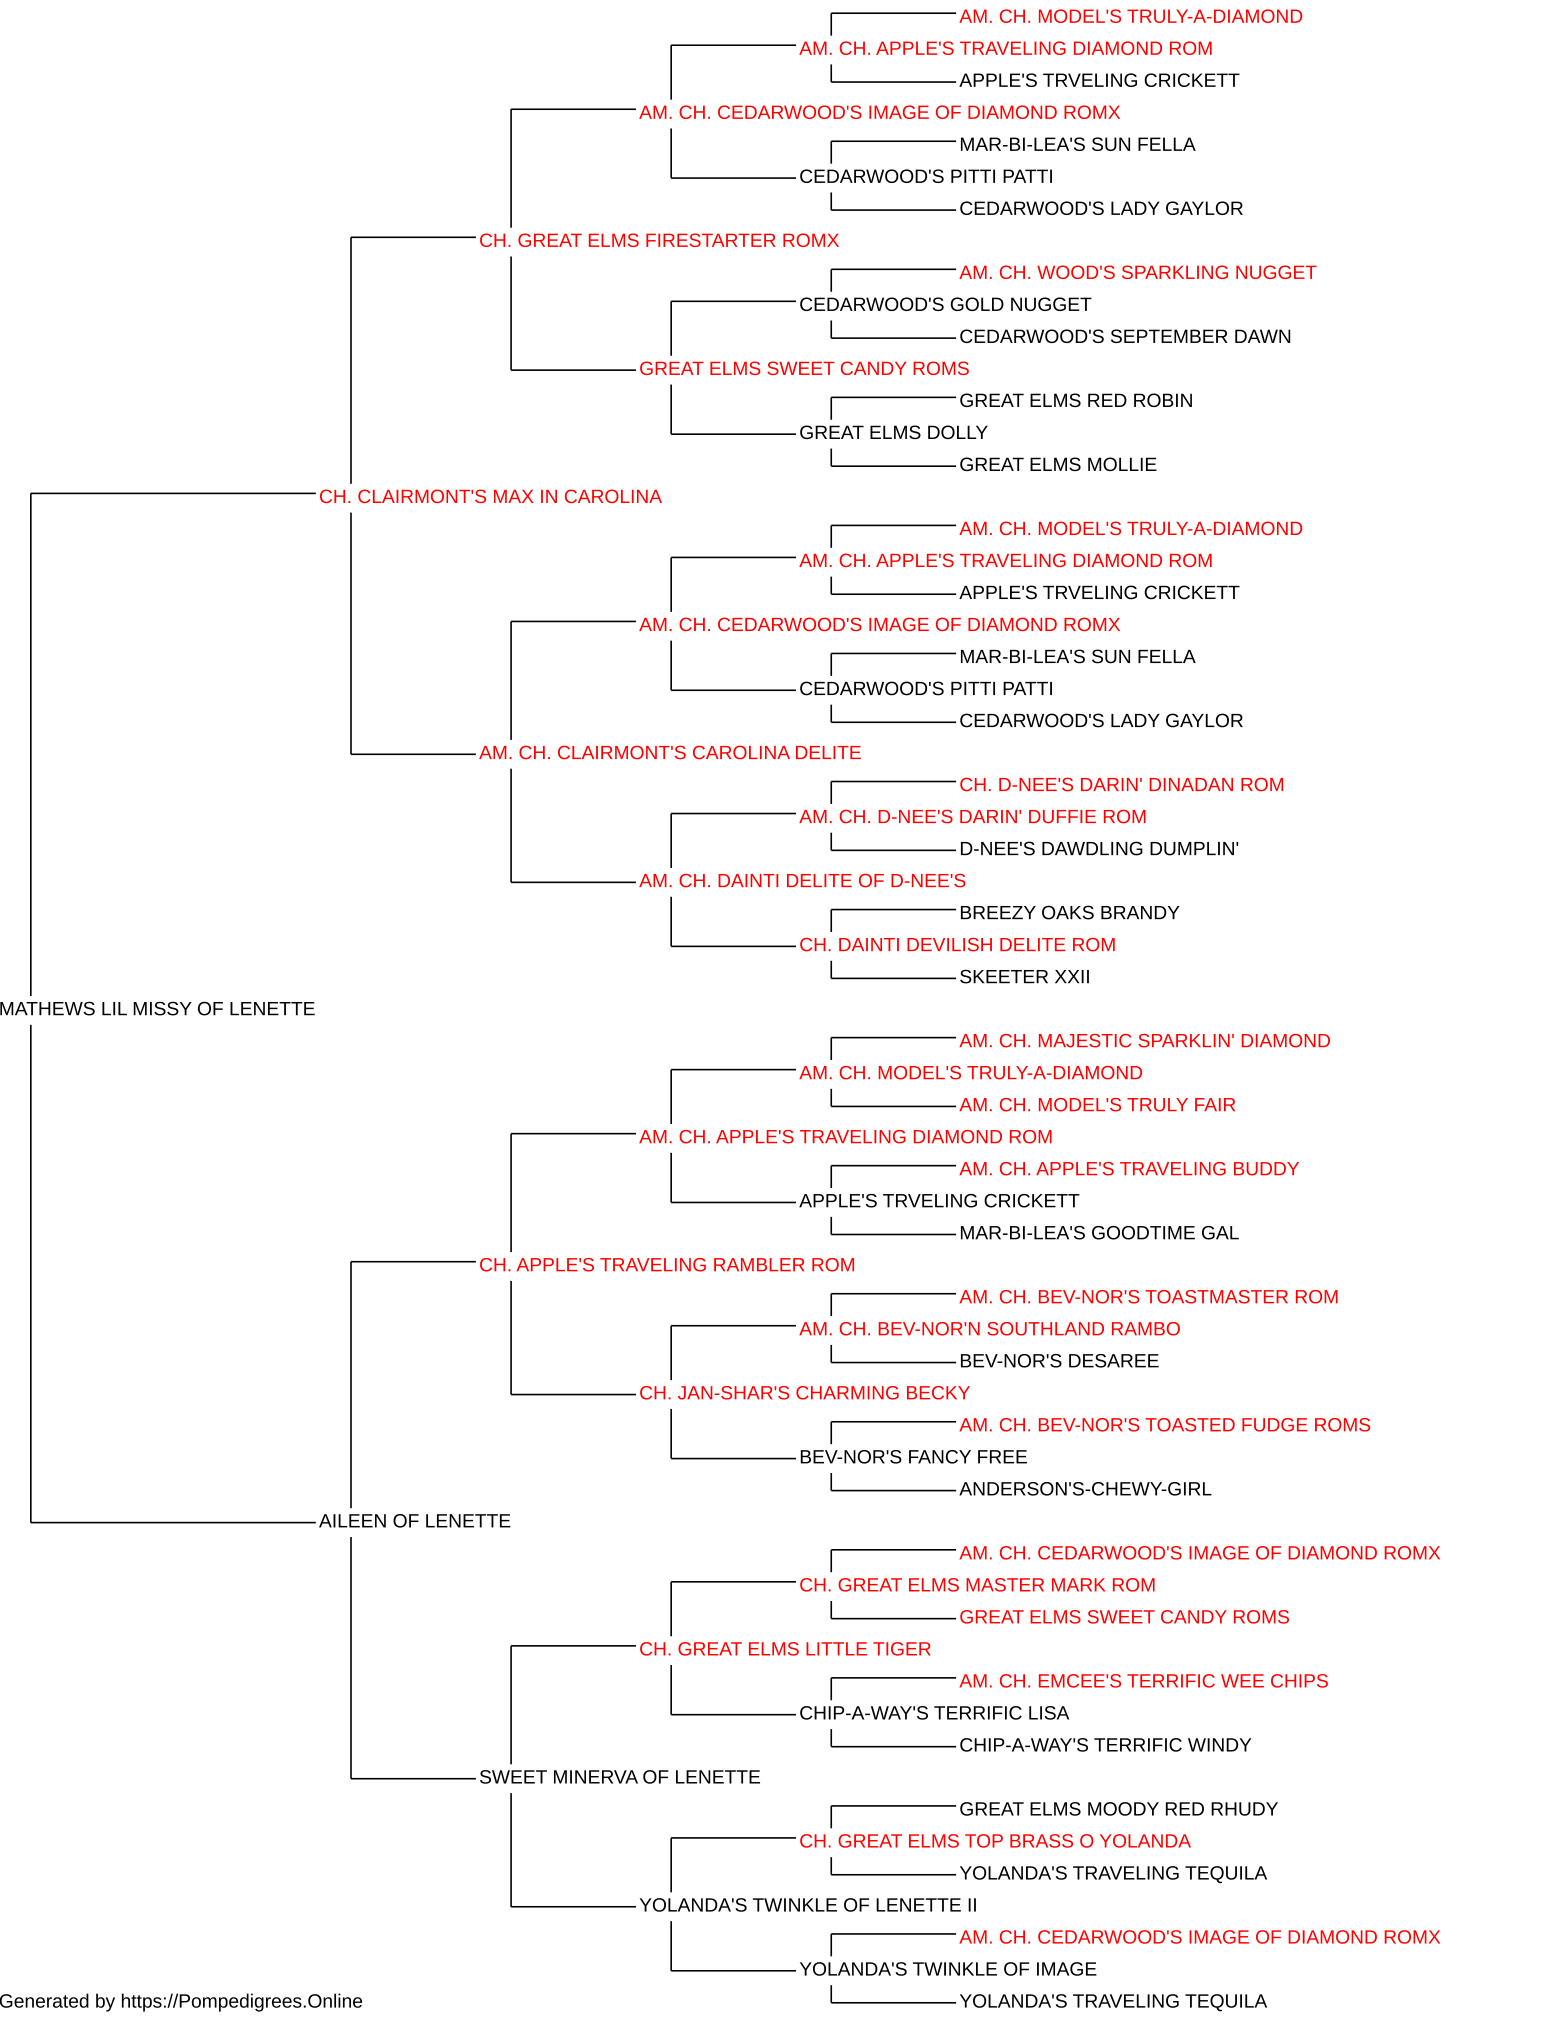 AM. CH. MODEL'S TRULY-A-DIAMOND
AM. CH. APPLE'S TRAVELING DIAMOND ROM
APPLE'S TRVELING CRICKETT
AM. CH. CEDARWOOD'S IMAGE OF DIAMOND ROMX
MAR-BI-LEA'S SUN FELLA
CEDARWOOD'S PITTI PATTI
CEDARWOOD'S LADY GAYLOR
CH. GREAT ELMS FIRESTARTER ROMX
AM. CH. WOOD'S SPARKLING NUGGET
CEDARWOOD'S GOLD NUGGET
CEDARWOOD'S SEPTEMBER DAWN
GREAT ELMS SWEET CANDY ROMS
GREAT ELMS RED ROBIN
GREAT ELMS DOLLY
GREAT ELMS MOLLIE
CH. CLAIRMONT'S MAX IN CAROLINA
AM. CH. MODEL'S TRULY-A-DIAMOND
AM. CH. APPLE'S TRAVELING DIAMOND ROM
APPLE'S TRVELING CRICKETT
AM. CH. CEDARWOOD'S IMAGE OF DIAMOND ROMX
MAR-BI-LEA'S SUN FELLA
CEDARWOOD'S PITTI PATTI
CEDARWOOD'S LADY GAYLOR
AM. CH. CLAIRMONT'S CAROLINA DELITE
CH. D-NEE'S DARIN' DINADAN ROM
AM. CH. D-NEE'S DARIN' DUFFIE ROM
D-NEE'S DAWDLING DUMPLIN'
AM. CH. DAINTI DELITE OF D-NEE'S
BREEZY OAKS BRANDY
CH. DAINTI DEVILISH DELITE ROM
SKEETER XXII
MATHEWS LIL MISSY OF LENETTE
AM. CH. MAJESTIC SPARKLIN' DIAMOND
AM. CH. MODEL'S TRULY-A-DIAMOND
AM. CH. MODEL'S TRULY FAIR
AM. CH. APPLE'S TRAVELING DIAMOND ROM
AM. CH. APPLE'S TRAVELING BUDDY
APPLE'S TRVELING CRICKETT
MAR-BI-LEA'S GOODTIME GAL
CH. APPLE'S TRAVELING RAMBLER ROM
AM. CH. BEV-NOR'S TOASTMASTER ROM
AM. CH. BEV-NOR'N SOUTHLAND RAMBO
BEV-NOR'S DESAREE
CH. JAN-SHAR'S CHARMING BECKY
AM. CH. BEV-NOR'S TOASTED FUDGE ROMS
BEV-NOR'S FANCY FREE
ANDERSON'S-CHEWY-GIRL
AILEEN OF LENETTE
AM. CH. CEDARWOOD'S IMAGE OF DIAMOND ROMX
CH. GREAT ELMS MASTER MARK ROM
GREAT ELMS SWEET CANDY ROMS
CH. GREAT ELMS LITTLE TIGER
AM. CH. EMCEE'S TERRIFIC WEE CHIPS
CHIP-A-WAY'S TERRIFIC LISA
CHIP-A-WAY'S TERRIFIC WINDY
SWEET MINERVA OF LENETTE
GREAT ELMS MOODY RED RHUDY
CH. GREAT ELMS TOP BRASS O YOLANDA
YOLANDA'S TRAVELING TEQUILA
YOLANDA'S TWINKLE OF LENETTE II
AM. CH. CEDARWOOD'S IMAGE OF DIAMOND ROMX
YOLANDA'S TWINKLE OF IMAGE
YOLANDA'S TRAVELING TEQUILA
Generated by https://Pompedigrees.Online